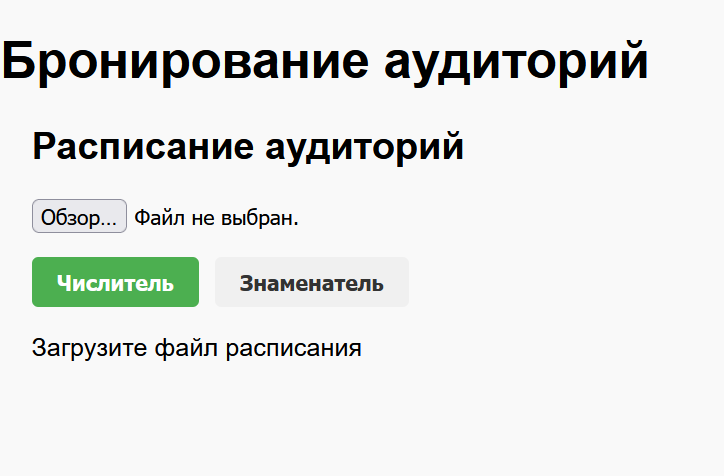 Бронирование аудиторий
Расписание аудиторий
Обзор... Файл не выбран.
Числитель Знаменатель
Загрузите файл расписания